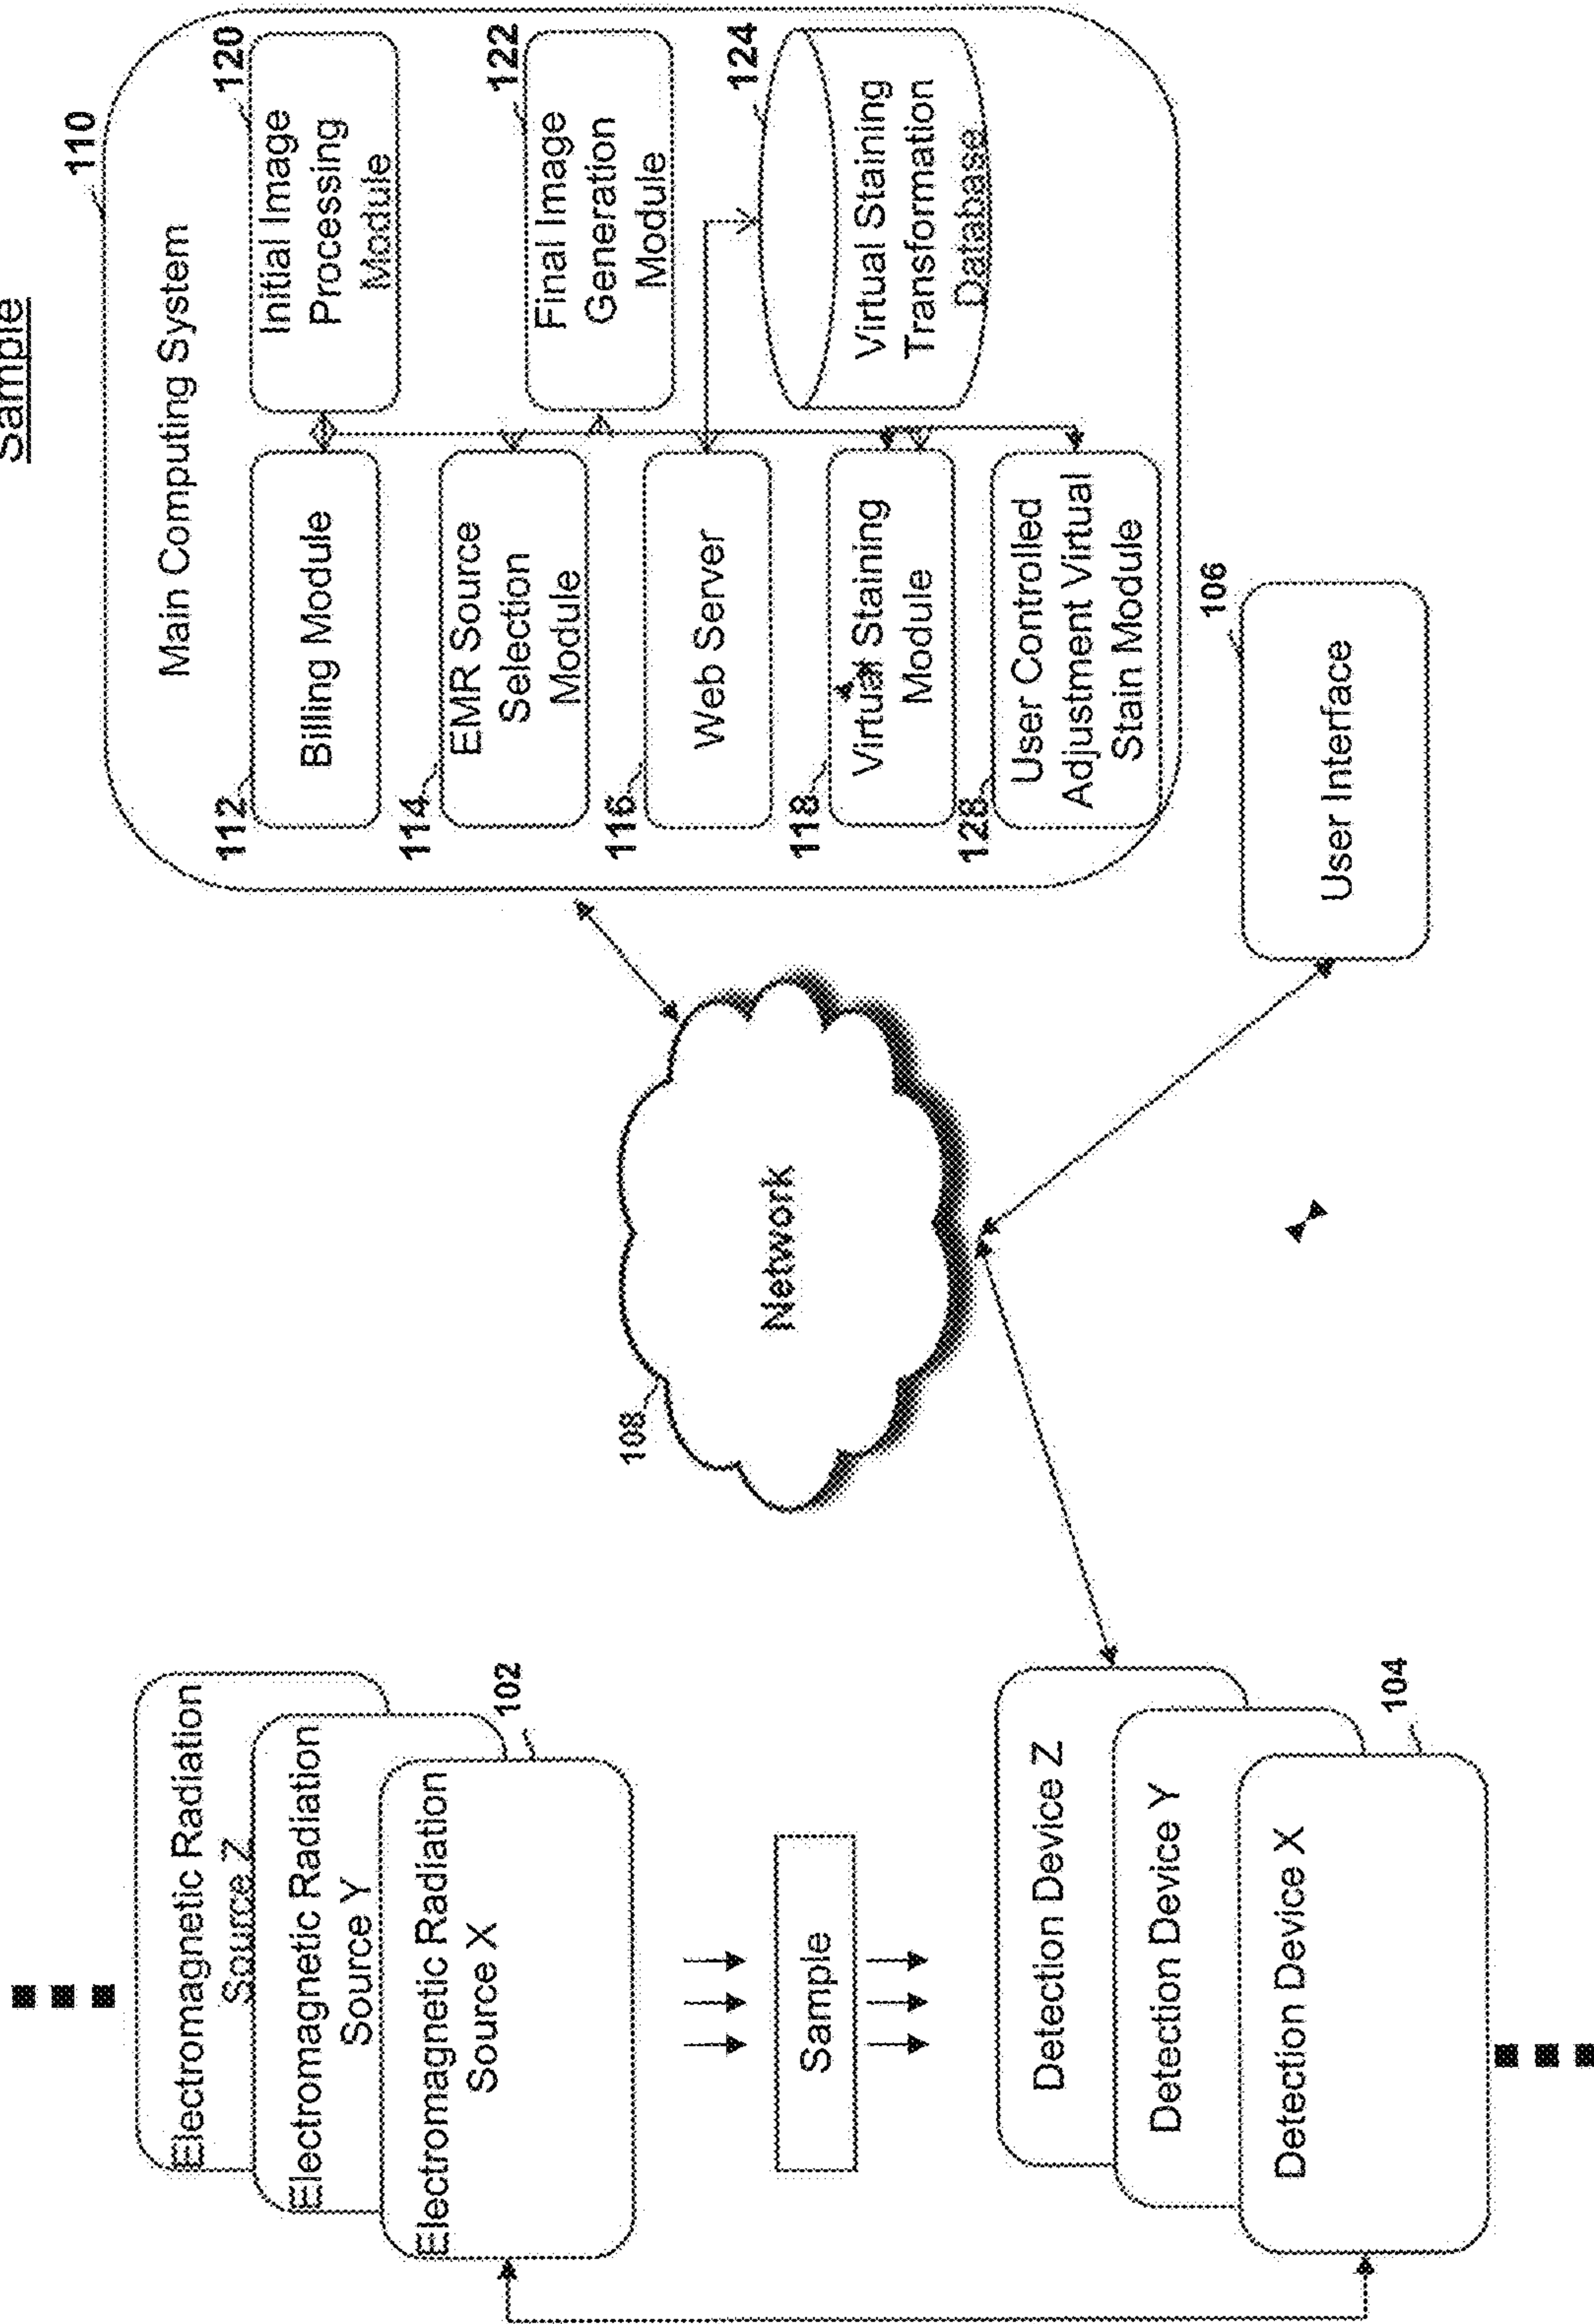 Sample
110
Main Computing System
112
Billing Module
114
EMR Source
Selection
Module
116
Web Server
118
Virtual Staining
Module
128
User Controlled
Adjustment Virtual
Stain Module
120
Initial Image
Processing
Module
122
Final Image
Generation
Module
124
Virtual Staining
Transformation
Database
106
User Interface
108
Network
Electromagnetic Radiation
Source Z
Electromagnetic Radiation
Source Y
Electromagnetic Radiation
Source X
102
Sample
Detection Device Z
Detection Device Y
Detection Device X
104